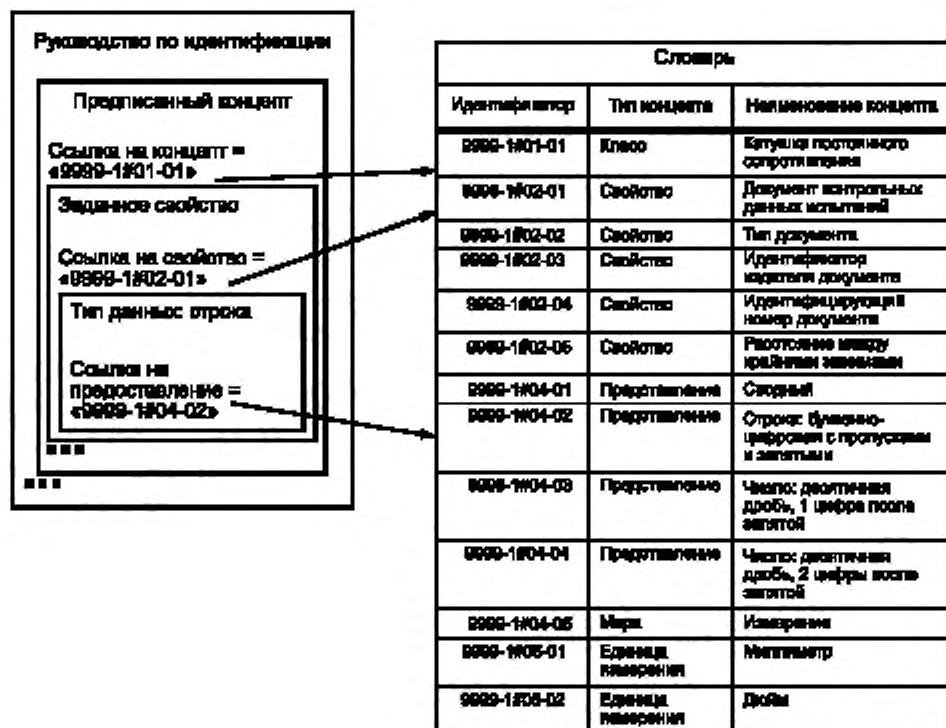 Руководство по идентификации
Предписанный концепт
Ссылка на концепт =
«9999-1#01-01»
Заданное свойство
Ссылка на свойство =
«9999-1#02-01»
Тип данных: строка
Ссылка на
предоставление =
«9999-1#04-02»
Словарь
Идентификатор Тип концепта Наименование концепта
9999-1#01-01 Класс Катушка постоянного
сопротивления
9999-1#02-01 Свойство Документ контрольных
данных испытаний
9999-1#02-02 Свойство Тип документа
9999-1#02-03 Свойство Идентификатор
издателя документа
9999-1#02-04 Свойство Идентифицирующий
номер документа
9999-1#02-05 Свойство Расстояние между
крайними
9999-1#04-01 Представление Сводный
9999-1#04-02 Представление Строка: буквенно-
цифровая с пропусками
и запятыми
9999-1#04-03 Представление Число: десятичная
дробь, 1 цифра после
запятой
9999-1#04-04 Представление Число: десятичная
дробь, 2 цифры после
запятой
9999-1#04-05 Мера Измерение
9999-1#05-01 Единица
измерения Миллиметр
9999-1#05-02 Единица
измерения Дюйм